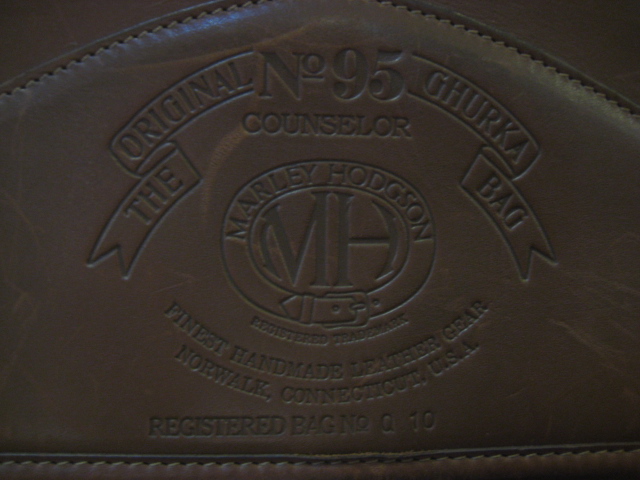 THE ORIGINAL GHURKA BAG
Nº 95
COUNSELOR
MARLEY HODGSON
MH
REGISTERED TRADEMARK
FINEST HANDMADE LEATHER GEAR
NORWALK, CONNECTICUT, U.S.A.
REGISTERED BAG Nº Q 10